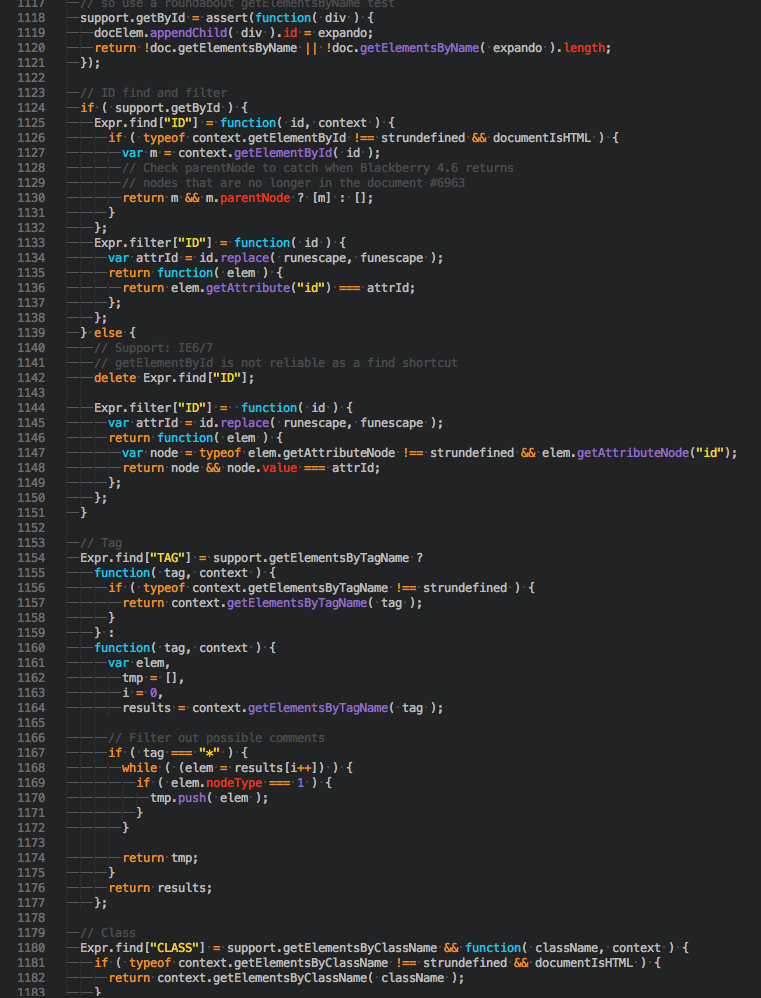 1117 // so use a roundabout getElementsByName test
1118 support.getById = assert(function( div ) {
1119 docElem.appendChild( div ).id = expando;
1120 return !doc.getElementsByName || !doc.getElementsByName( expando ).length;
1121 });
1122
1123 // ID find and filter
1124 if ( support.getById ) {
1125 Expr.find["ID"] = function( id, context ) {
1126 if ( typeof context.getElementById !== strundefined && documentIsHTML ) {
1127 var m = context.getElementById( id );
1128 // Check parentNode to catch when Blackberry 4.6 returns
1129 // nodes that are no longer in the document #6963
1130 return m && m.parentNode ? [m] : [];
1131 }
1132 };
1133 Expr.filter["ID"] = function( id ) {
1134 var attrId = id.replace( runescape, funescape );
1135 return function( elem ) {
1136 return elem.getAttribute("id") === attrId;
1137 };
1138 };
1139 } else {
1140 // Support: IE6/7
1141 // getElementById is not reliable as a find shortcut
1142 delete Expr.find["ID"];
1143
1144 Expr.filter["ID"] =  function( id ) {
1145 var attrId = id.replace( runescape, funescape );
1146 return function( elem ) {
1147 var node = typeof elem.getAttributeNode !== strundefined && elem.getAttributeNode("id");
1148 return node && node.value === attrId;
1149 };
1150 };
1151 }
1152
1153 // Tag
1154 Expr.find["TAG"] = support.getElementsByTagName ?
1155 function( tag, context ) {
1156 if ( typeof context.getElementsByTagName !== strundefined ) {
1157 return context.getElementsByTagName( tag );
1158 }
1159 } :
1160 function( tag, context ) {
1161 var elem,
1162 tmp = [],
1163 i = 0,
1164 results = context.getElementsByTagName( tag );
1165
1166 // Filter out possible comments
1167 if ( tag === "*" ) {
1168 while ( (elem = results[i++]) ) {
1169 if ( elem.nodeType === 1 ) {
1170 tmp.push( elem );
1171 }
1172 }
1173
1174 return tmp;
1175 }
1176 return results;
1177 };
1178
1179 // Class
1180 Expr.find["CLASS"] = support.getElementsByClassName && function( className, context ) {
1181 if ( typeof context.getElementsByClassName !== strundefined && documentIsHTML ) {
1182 return context.getElementsByClassName( className );
1183 }